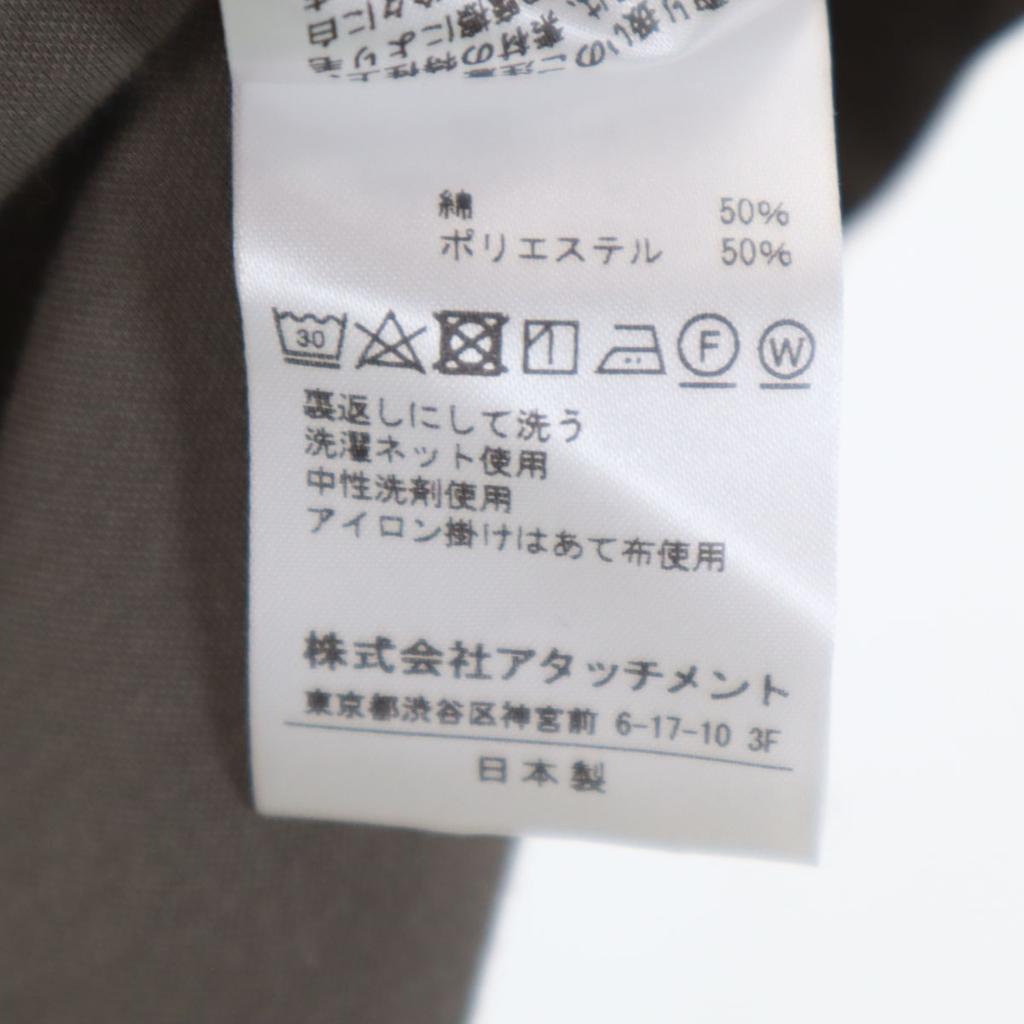 綿 50%
ポリエステル 50%
30 F W
裏返しにして洗う
洗濯ネット使用
中性洗剤使用
アイロン掛けはあて布使用
株式会社アタッチメント
東京都渋谷区神宮前 6-17-10 3F
日本製